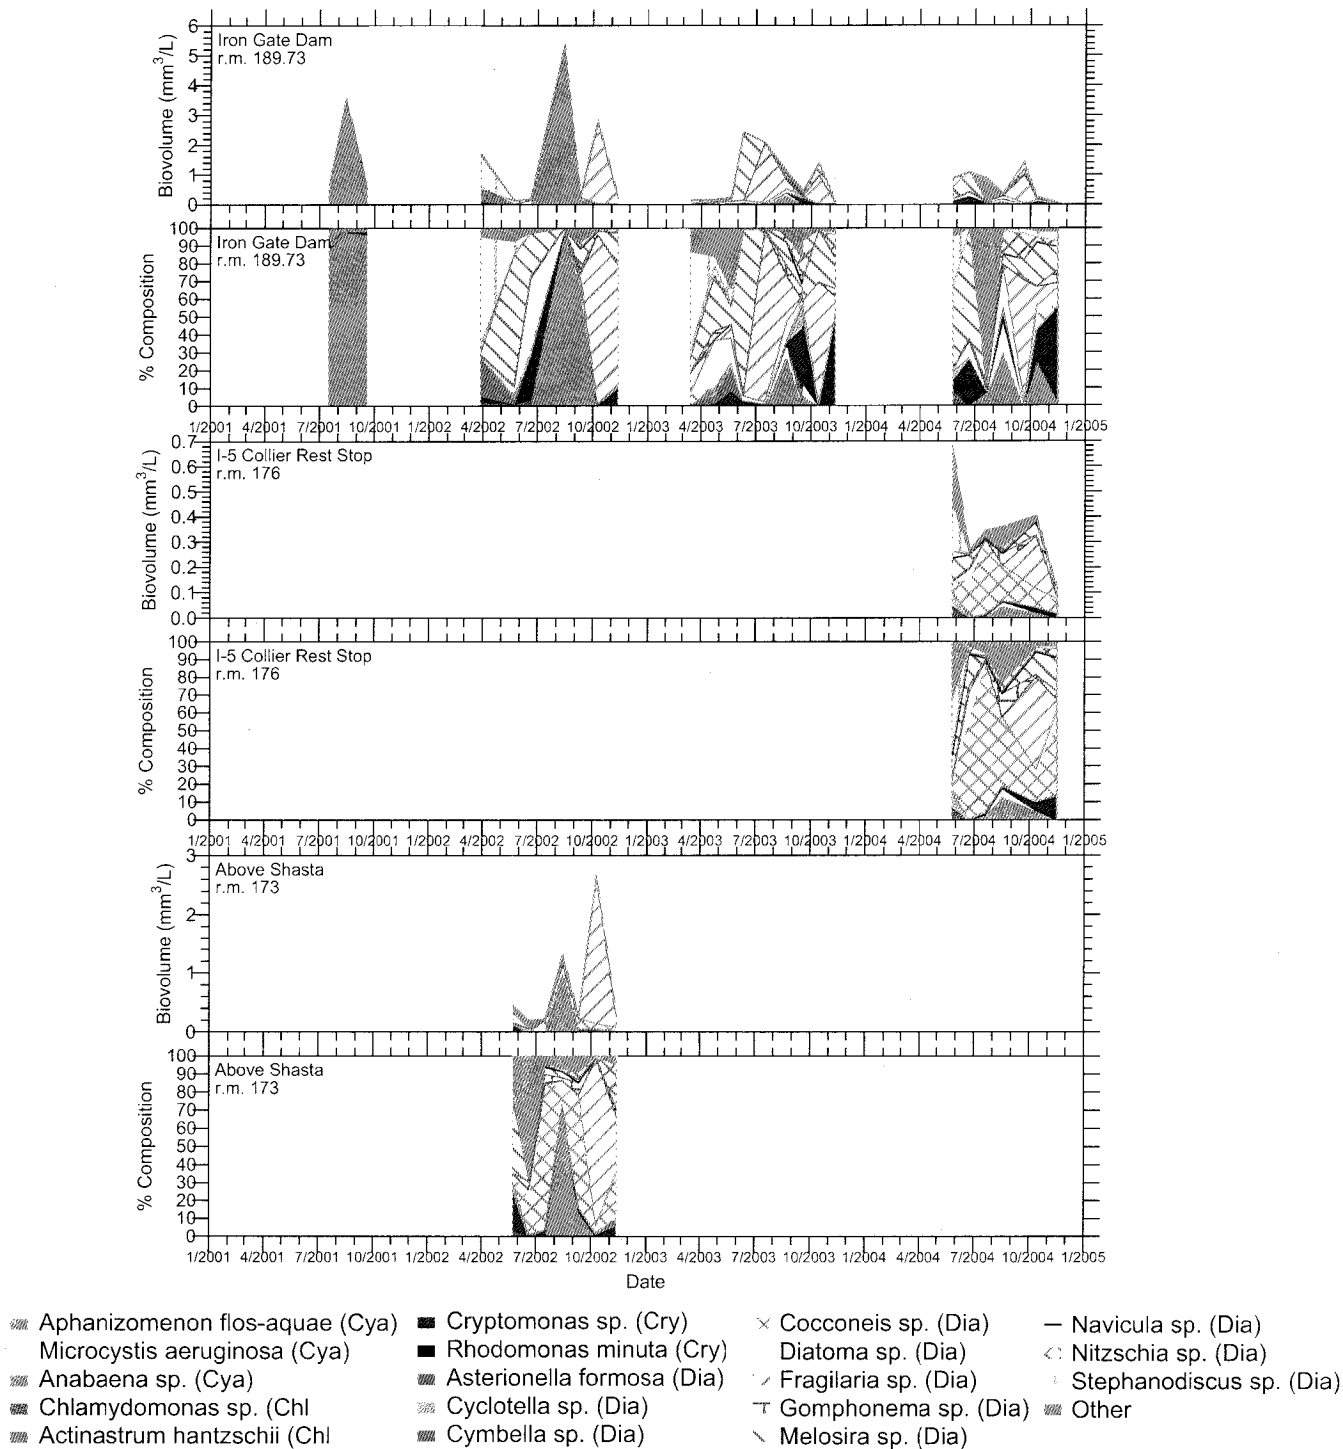 Iron Gate Dam
r.m. 189.73
Biovolume (mm³/L)
6
5
4
3
2
1
0
Iron Gate Dam
r.m. 189.73
% Composition
100
90
80
70
60
50
40
30
20
10
0
1/2001 4/2001 7/2001 10/2001 1/2002 4/2002 7/2002 10/2002 1/2003 4/2003 7/2003 10/2003 1/2004 4/2004 7/2004 10/2004 1/2005
I-5 Collier Rest Stop
r.m. 176
Biovolume (mm³/L)
0.7
0.6
0.5
0.4
0.3
0.2
0.1
0.0
I-5 Collier Rest Stop
r.m. 176
% Composition
100
90
80
70
60
50
40
30
20
10
0
1/2001 4/2001 7/2001 10/2001 1/2002 4/2002 7/2002 10/2002 1/2003 4/2003 7/2003 10/2003 1/2004 4/2004 7/2004 10/2004 1/2005
Above Shasta
r.m. 173
Biovolume (mm³/L)
3
2
1
0
Above Shasta
r.m. 173
% Composition
100
90
80
70
60
50
40
30
20
10
0
1/2001 4/2001 7/2001 10/2001 1/2002 4/2002 7/2002 10/2002 1/2003 4/2003 7/2003 10/2003 1/2004 4/2004 7/2004 10/2004 1/2005
Date
Aphanizomenon flos-aquae (Cya)
Microcystis aeruginosa (Cya)
Anabaena sp. (Cya)
Chlamydomonas sp. (Chl
Actinastrum hantzschii (Chl
Cryptomonas sp. (Cry)
Rhodomonas minuta (Cry)
Asterionella formosa (Dia)
Cyclotella sp. (Dia)
Cymbella sp. (Dia)
Cocconeis sp. (Dia)
Diatoma sp. (Dia)
Fragilaria sp. (Dia)
Gomphonema sp. (Dia)
Melosira sp. (Dia)
Navicula sp. (Dia)
Nitzschia sp. (Dia)
Stephanodiscus sp. (Dia)
Other